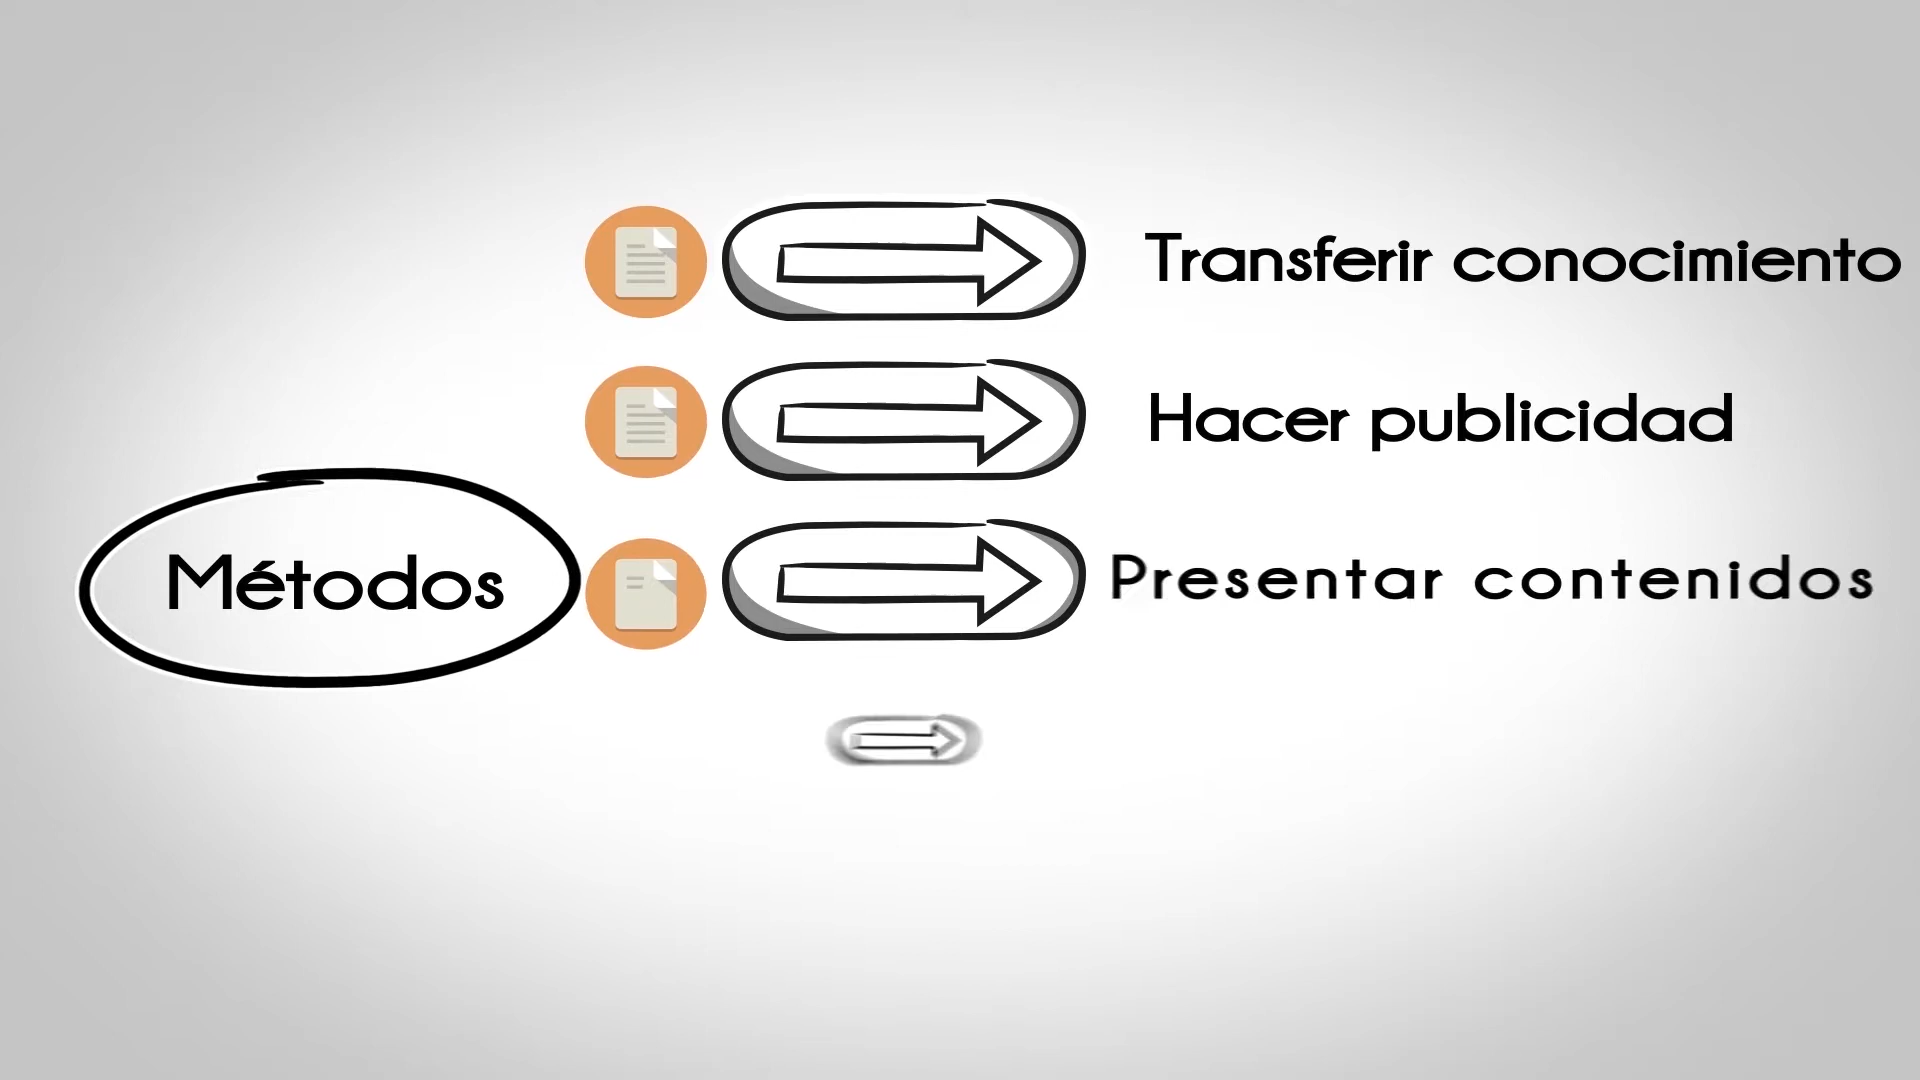 Transferir conocimiento
Hacer publicidad
Métodos
Presentar contenidos